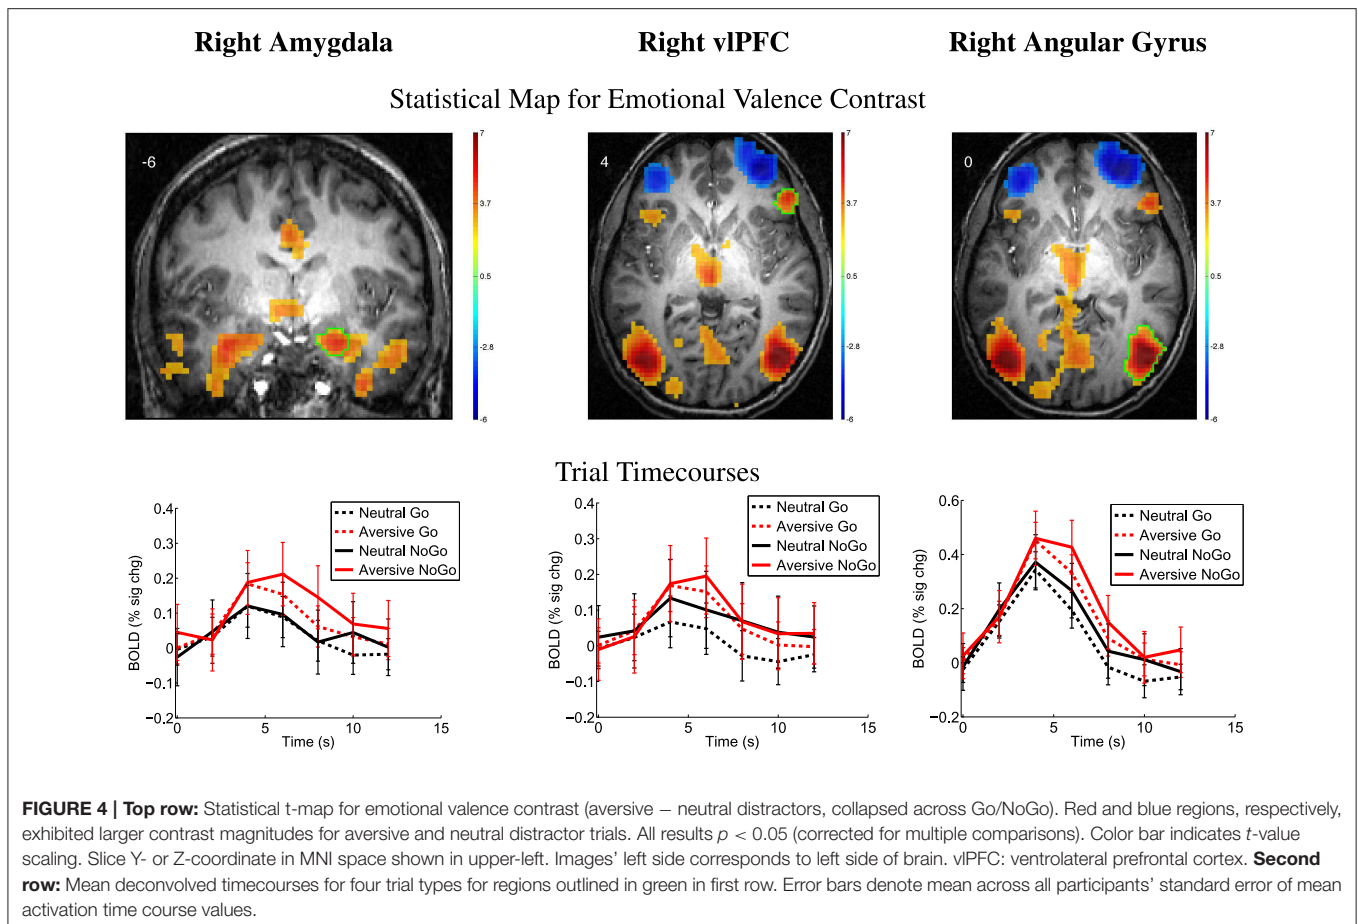 Right Amygdala
Right vlPFC
Right Angular Gyrus
Statistical Map for Emotional Valence Contrast
-6
7
3.7
0.5
-2.8
-6
4
7
3.7
0.5
-2.8
-6
0
7
3.7
0.5
-2.8
-6
Trial Timecourses
0.4
0.3
0.2
0.1
0
−0.1
−0.2
BOLD (% sig chg)
0
5
10
15
Time (s)
Neutral Go
Aversive Go
Neutral NoGo
Aversive NoGo
0.4
0.3
0.2
0.1
0
−0.1
−0.2
BOLD (% sig chg)
0
5
10
15
Time (s)
Neutral Go
Aversive Go
Neutral NoGo
Aversive NoGo
0.6
0.4
0.2
0
−0.2
BOLD (% sig chg)
0
5
10
15
Time (s)
Neutral Go
Aversive Go
Neutral NoGo
Aversive NoGo
FIGURE 4 | Top row: Statistical t-map for emotional valence contrast (aversive − neutral distractors, collapsed across Go/NoGo). Red and blue regions, respectively,
exhibited larger contrast magnitudes for aversive and neutral distractor trials. All results p < 0.05 (corrected for multiple comparisons). Color bar indicates t-value
scaling. Slice Y- or Z-coordinate in MNI space shown in upper-left. Images' left side corresponds to left side of brain. vlPFC: ventrolateral prefrontal cortex. Second
row: Mean deconvolved timecourses for four trial types for regions outlined in green in first row. Error bars denote mean across all participants' standard error of mean
activation time course values.